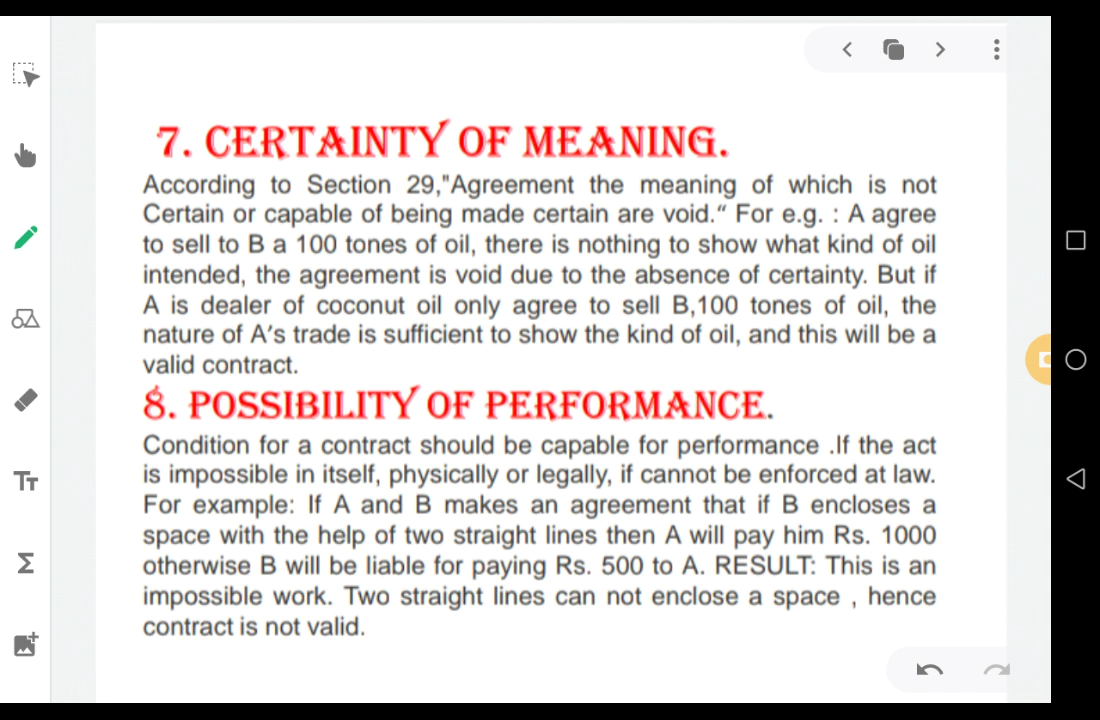 7. CERTAINTY OF MEANING.
According to Section 29,"Agreement the meaning of which is not
Certain or capable of being made certain are void.“ For e.g. : A agree
to sell to B a 100 tones of oil, there is nothing to show what kind of oil
intended, the agreement is void due to the absence of certainty. But if
A is dealer of coconut oil only agree to sell B,100 tones of oil, the
nature of A’s trade is sufficient to show the kind of oil, and this will be a
valid contract.
8. POSSIBILITY OF PERFORMANCE.
Condition for a contract should be capable for performance .If the act
is impossible in itself, physically or legally, if cannot be enforced at law.
For example: If A and B makes an agreement that if B encloses a
space with the help of two straight lines then A will pay him Rs. 1000
otherwise B will be liable for paying Rs. 500 to A. RESULT: This is an
impossible work. Two straight lines can not enclose a space , hence
contract is not valid.